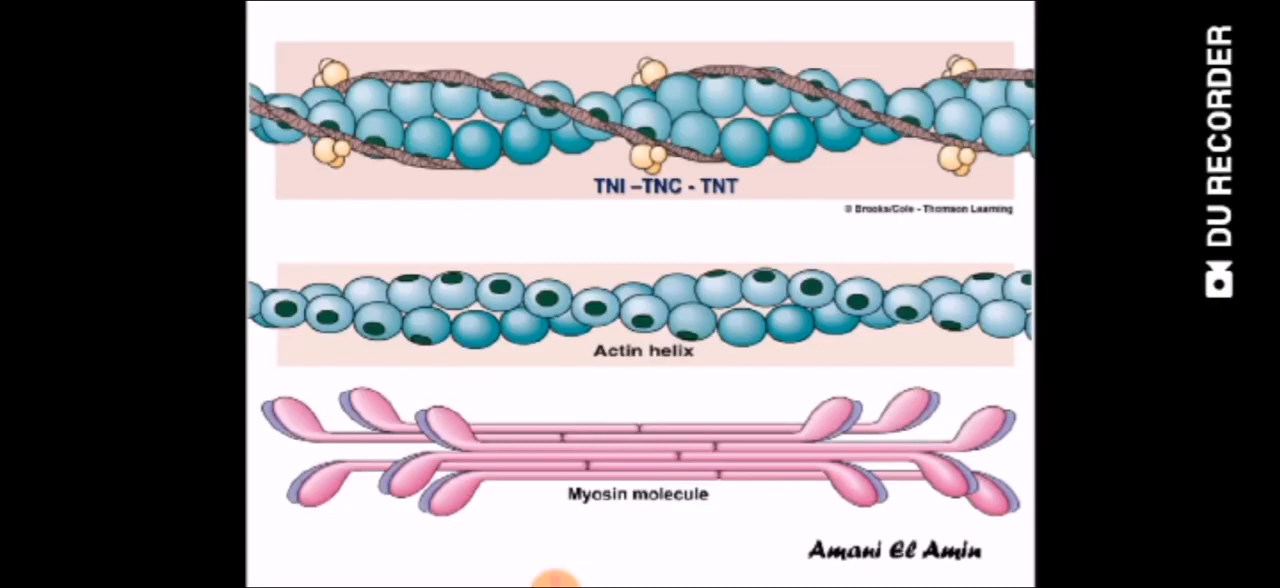 TNI –TNC - TNT
© Brooks/Cole - Thomson Learning
Actin helix
Myosin molecule
Amani El Amin
DU RECORDER